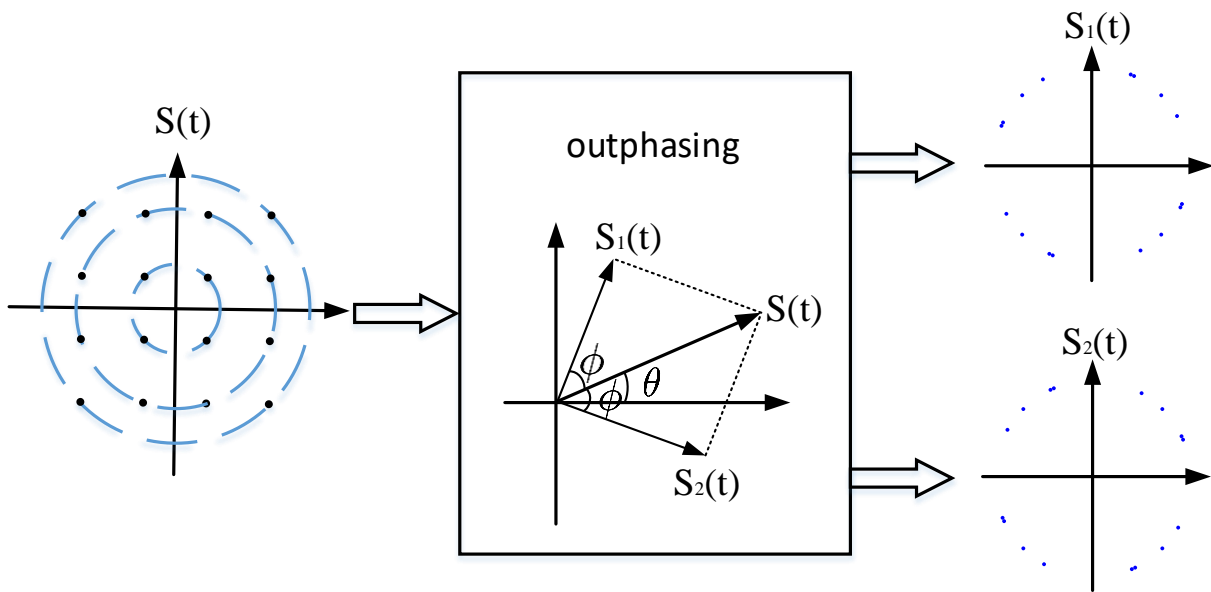 S(t)
outphasing
S₁(t)
S(t)
ϕ
ϕ
θ
S₂(t)
S₁(t)
S₂(t)